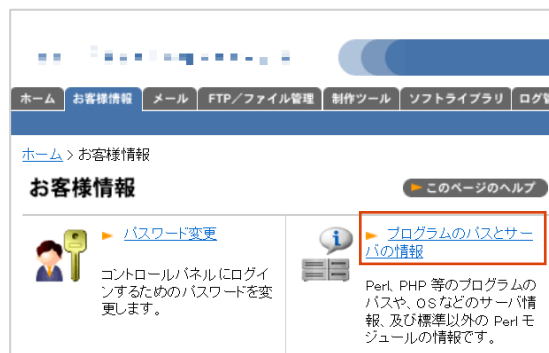 ホーム お客様情報 メール FTP／ファイル管理 制作ツール ソフトライブラリ ログ
ホーム > お客様情報
お客様情報
このページのヘルプ
パスワード変更
コントロールパネルにログイ
ンするためのパスワードを変
更します。
プログラムのパスとサー
バの情報
Perl、PHP 等のプログラムの
パスや、OSなどのサーバ情
報、及び標準以外の Perl モ
ジュールの情報です。